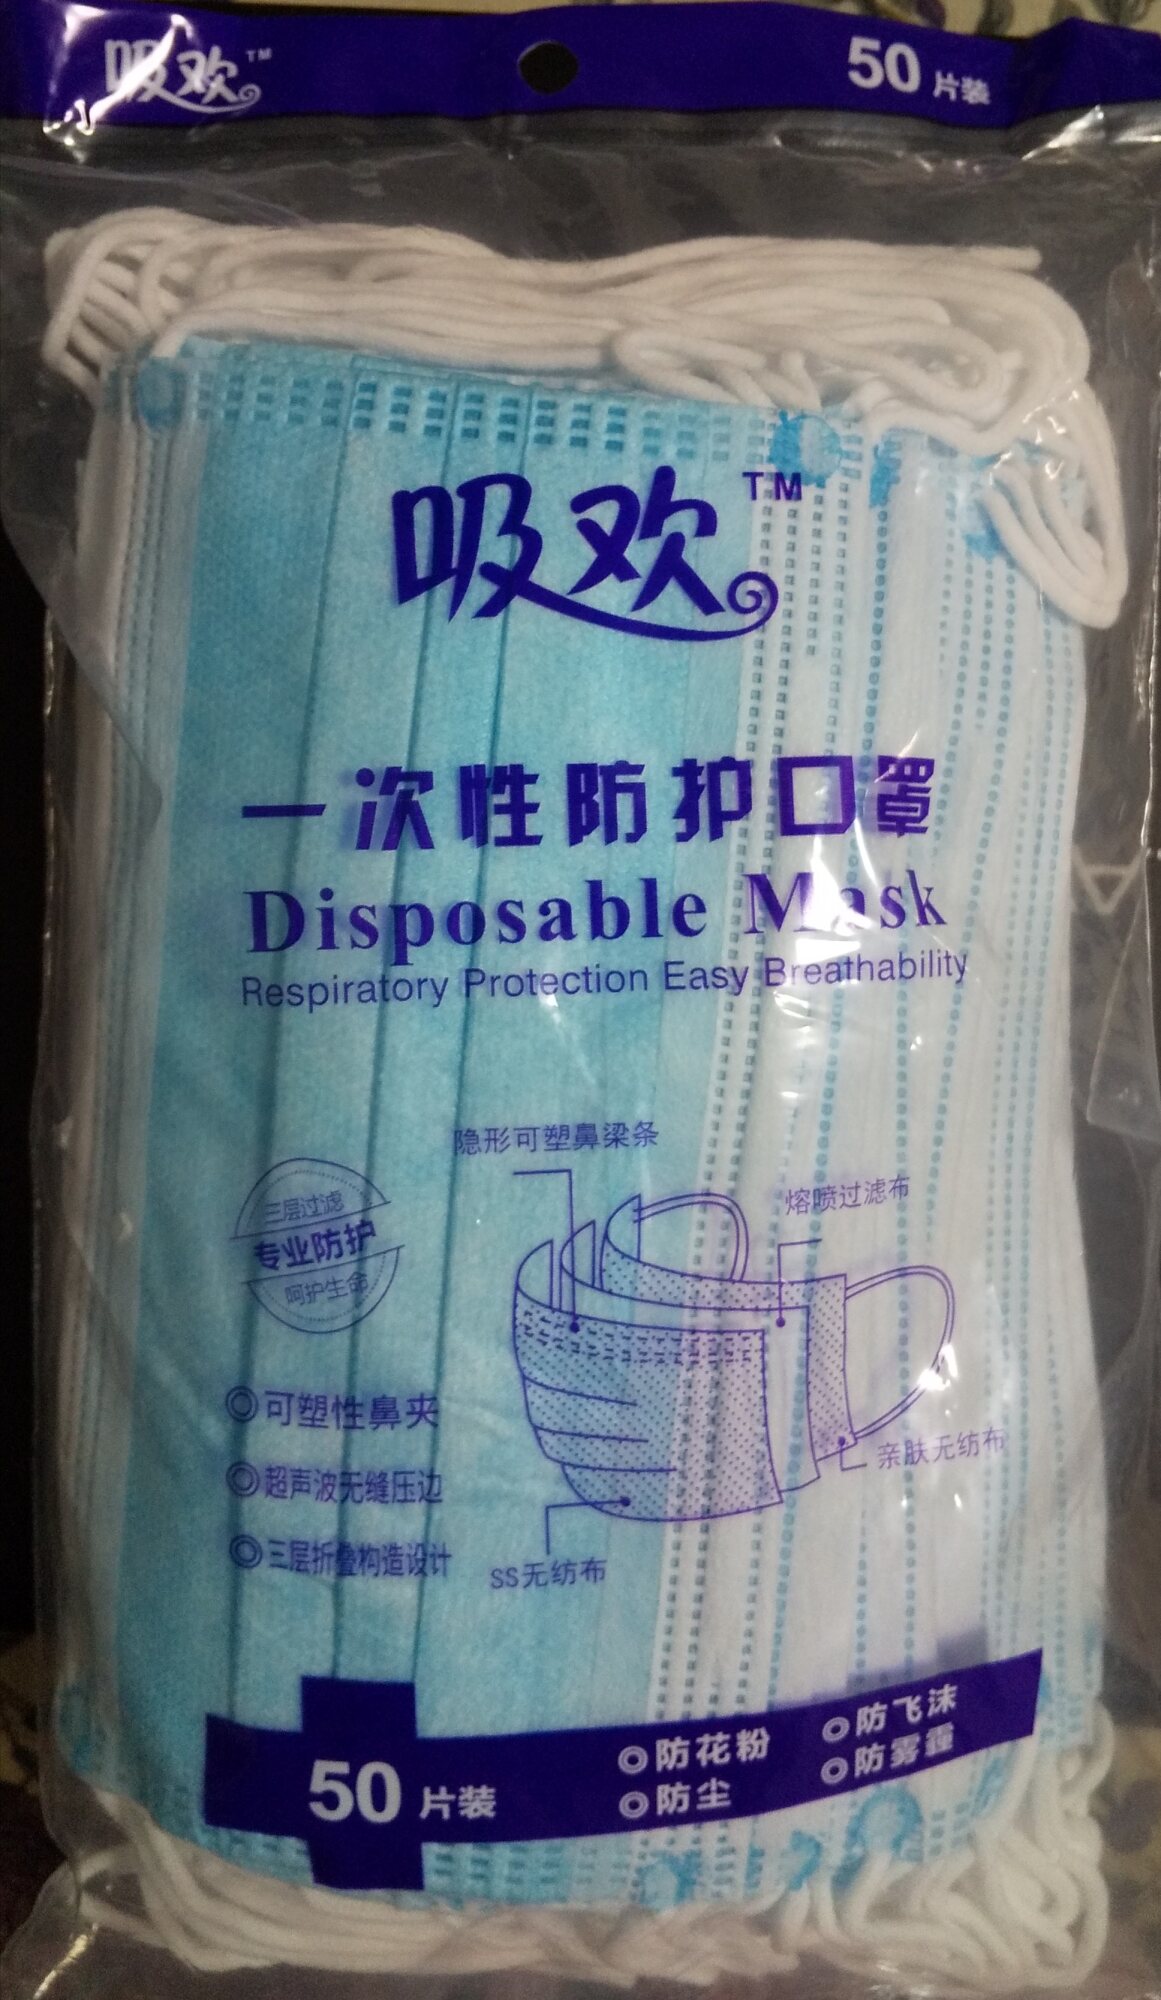 吸欢™
50片装
吸欢™
一次性防护口罩
Disposable Mask
Respiratory Protection Easy Breathability
隐形可塑鼻梁条
熔喷过滤布
三层过滤
专业防护
呵护生命
可塑性鼻夹
超声波无缝压边
三层折叠构造设计
亲肤无纺布
SS无纺布
50片装
防花粉
防飞沫
防尘
防雾霾